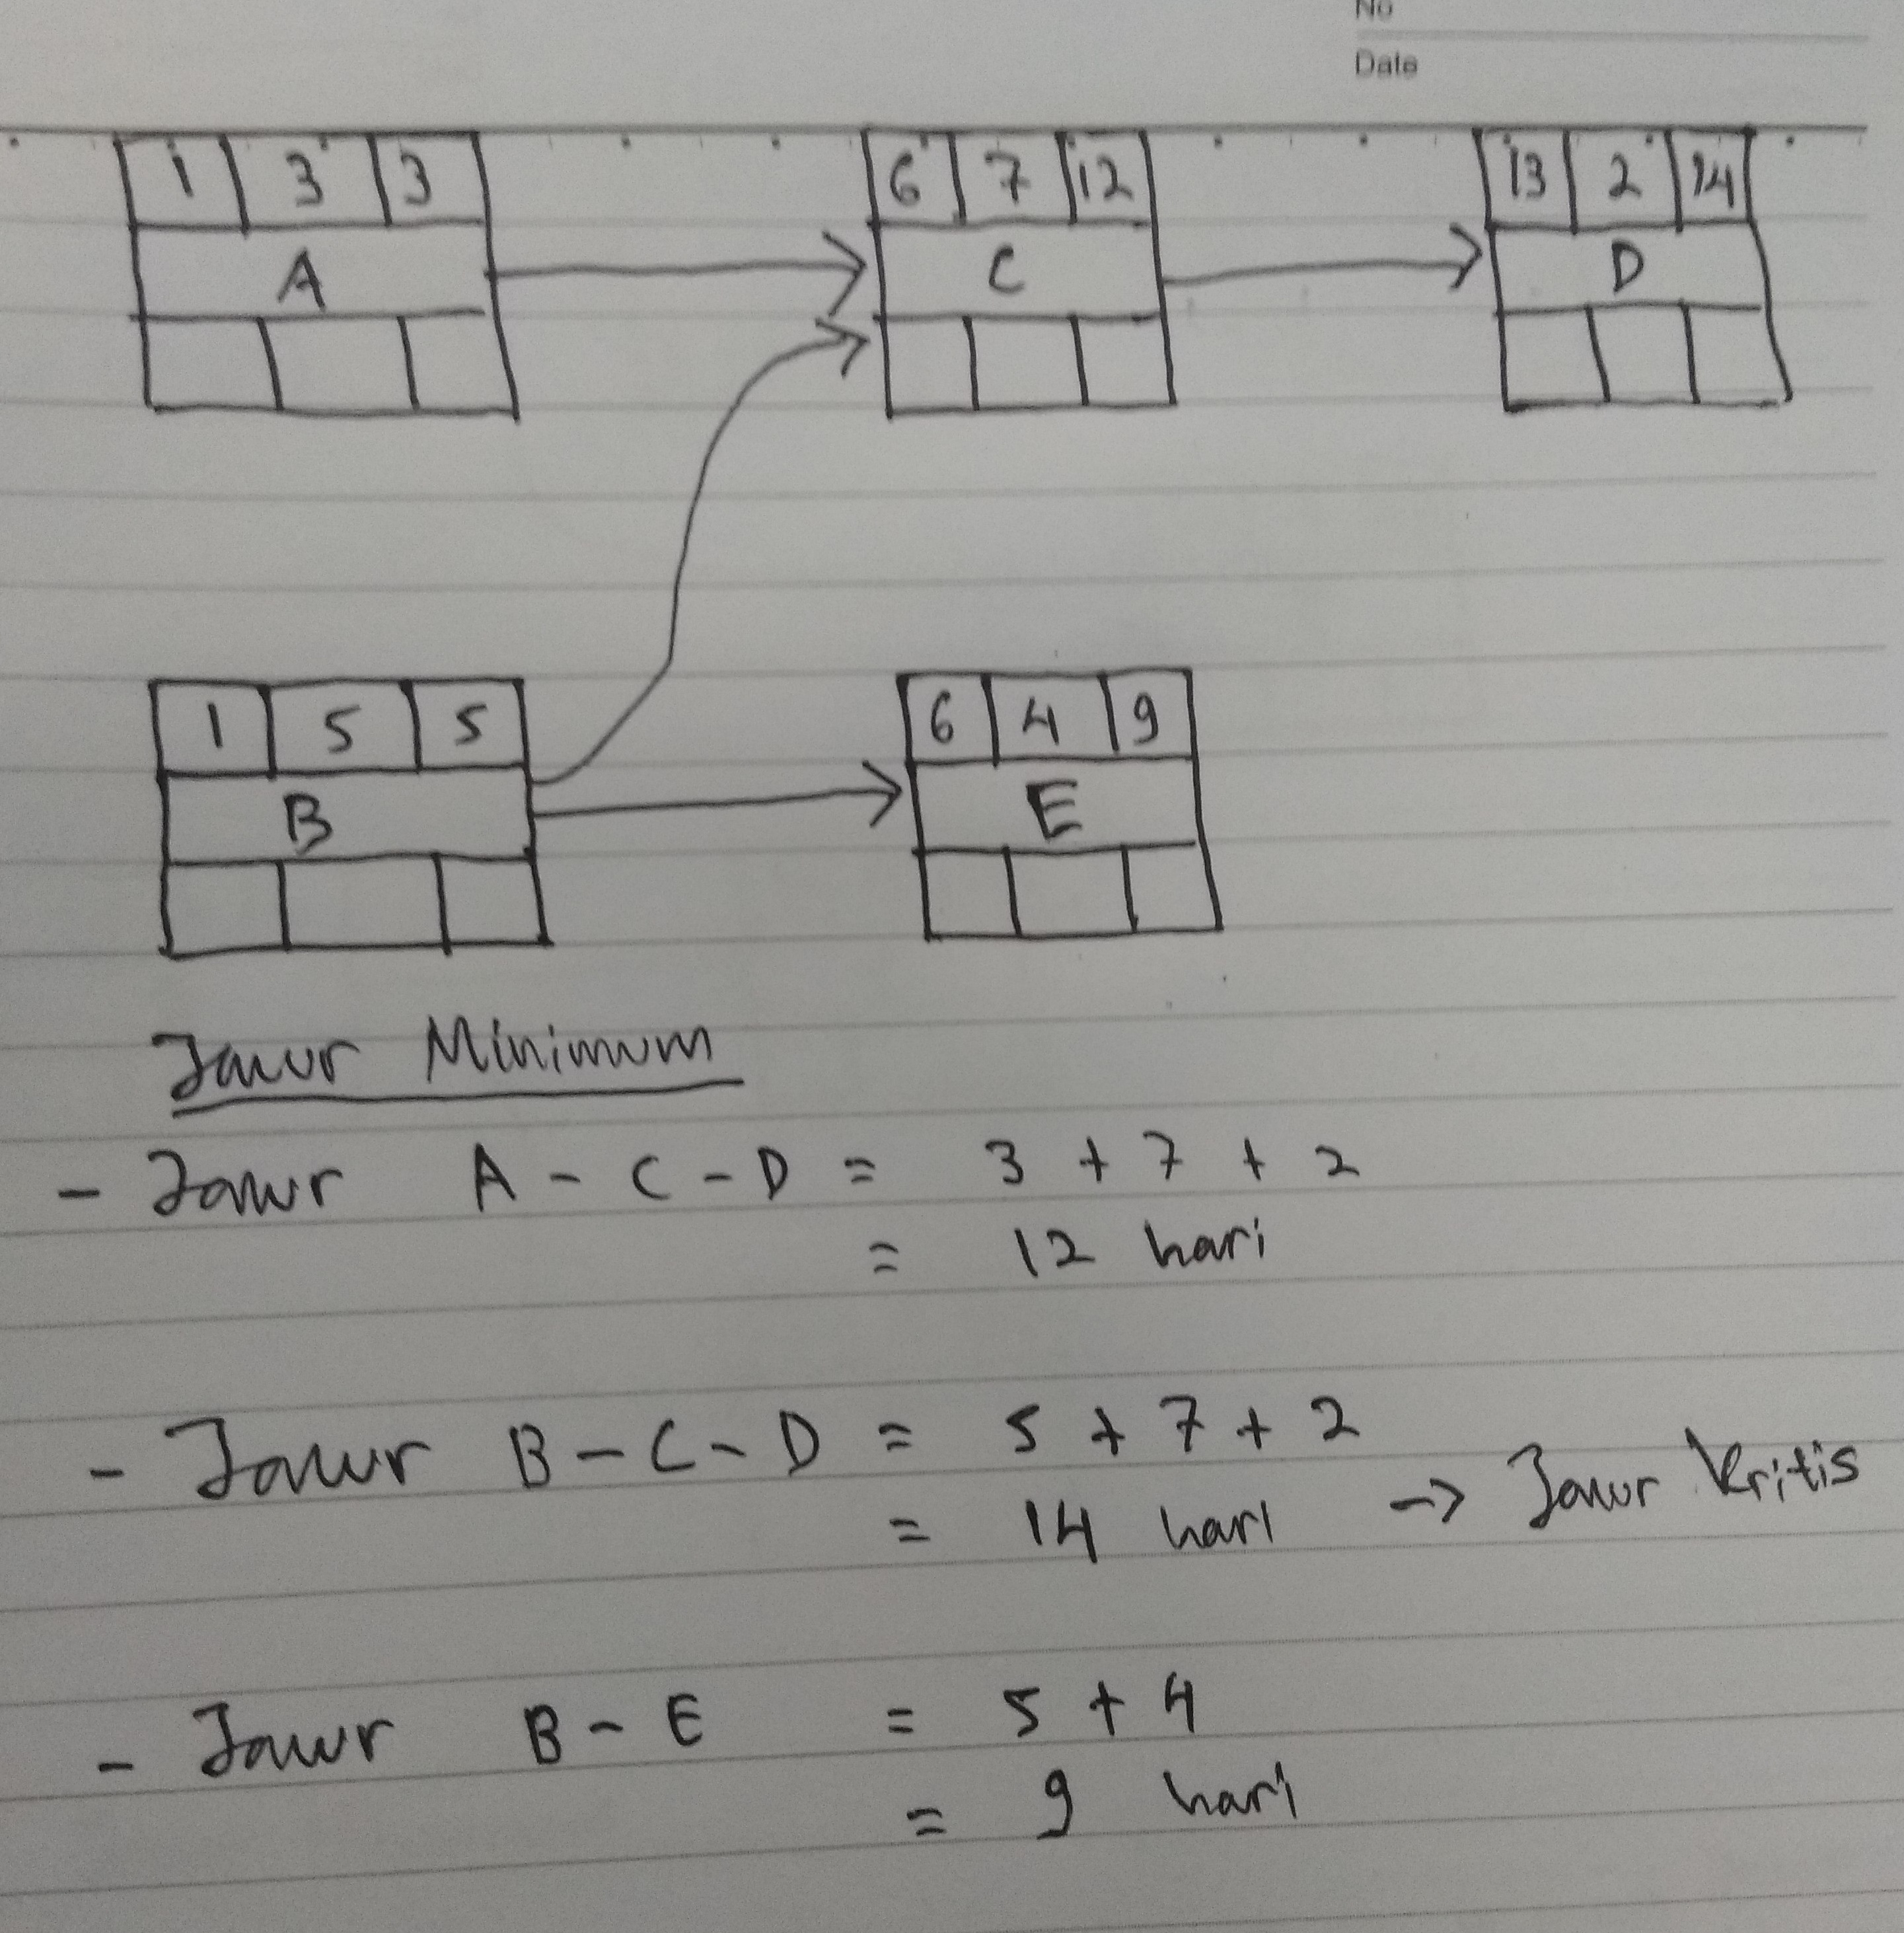 No
Date
1 3 3
A
6 7 12
C
13 2 14
D
1 5 5
B
6 4 9
E
Jalur Minimum
- Jalur A - C - D = 3 + 7 + 2
= 12 hari
- Jalur B - C - D = 5 + 7 + 2
= 14 hari -> Jalur Kritis
- Jalur B - E = 5 + 4
= 9 hari